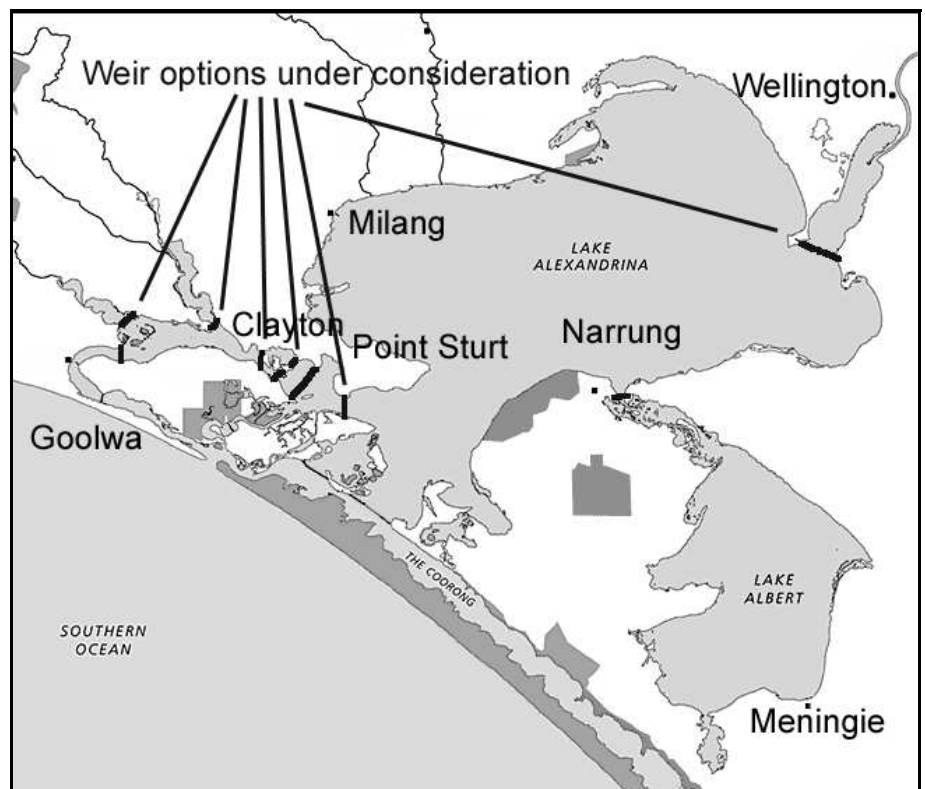 Weir options under consideration
Wellington
Milang
LAKE
ALEXANDRINA
Clayton
Point Sturt
Narrung
Goolwa
THE COORONG
LAKE
ALBERT
SOUTHERN
OCEAN
Meningie